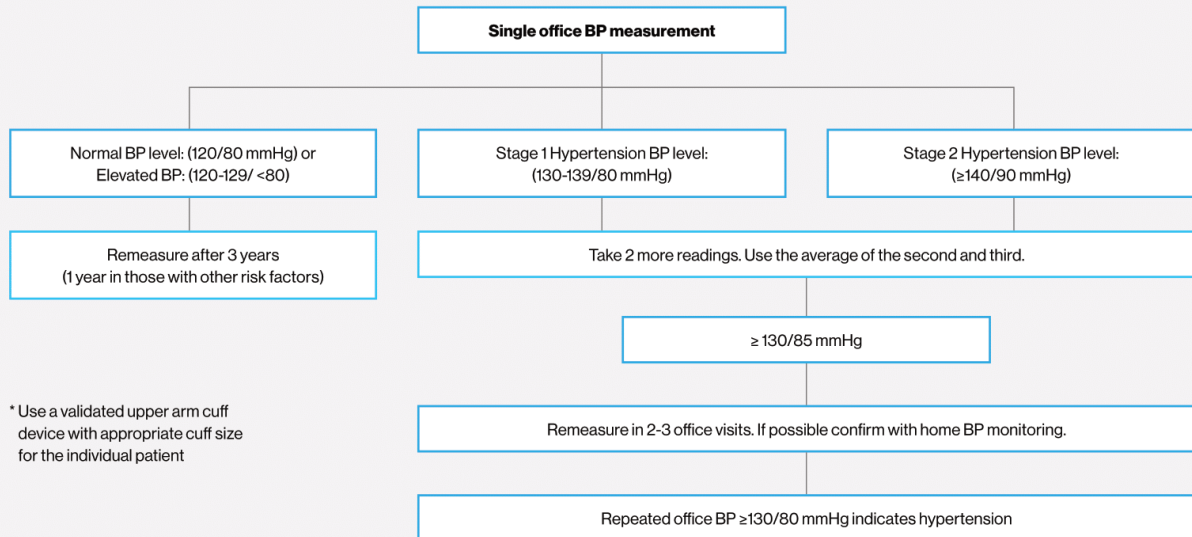 Single office BP measurement
Normal BP level: (120/80 mmHg) or
Elevated BP: (120-129/ <80)
Stage 1 Hypertension BP level:
(130-139/80 mmHg)
Stage 2 Hypertension BP level:
(≥140/90 mmHg)
Remeasure after 3 years
(1 year in those with other risk factors)
Take 2 more readings. Use the average of the second and third.
≥ 130/85 mmHg
* Use a validated upper arm cuff
device with appropriate cuff size
for the individual patient
Remeasure in 2-3 office visits. If possible confirm with home BP monitoring.
Repeated office BP ≥130/80 mmHg indicates hypertension